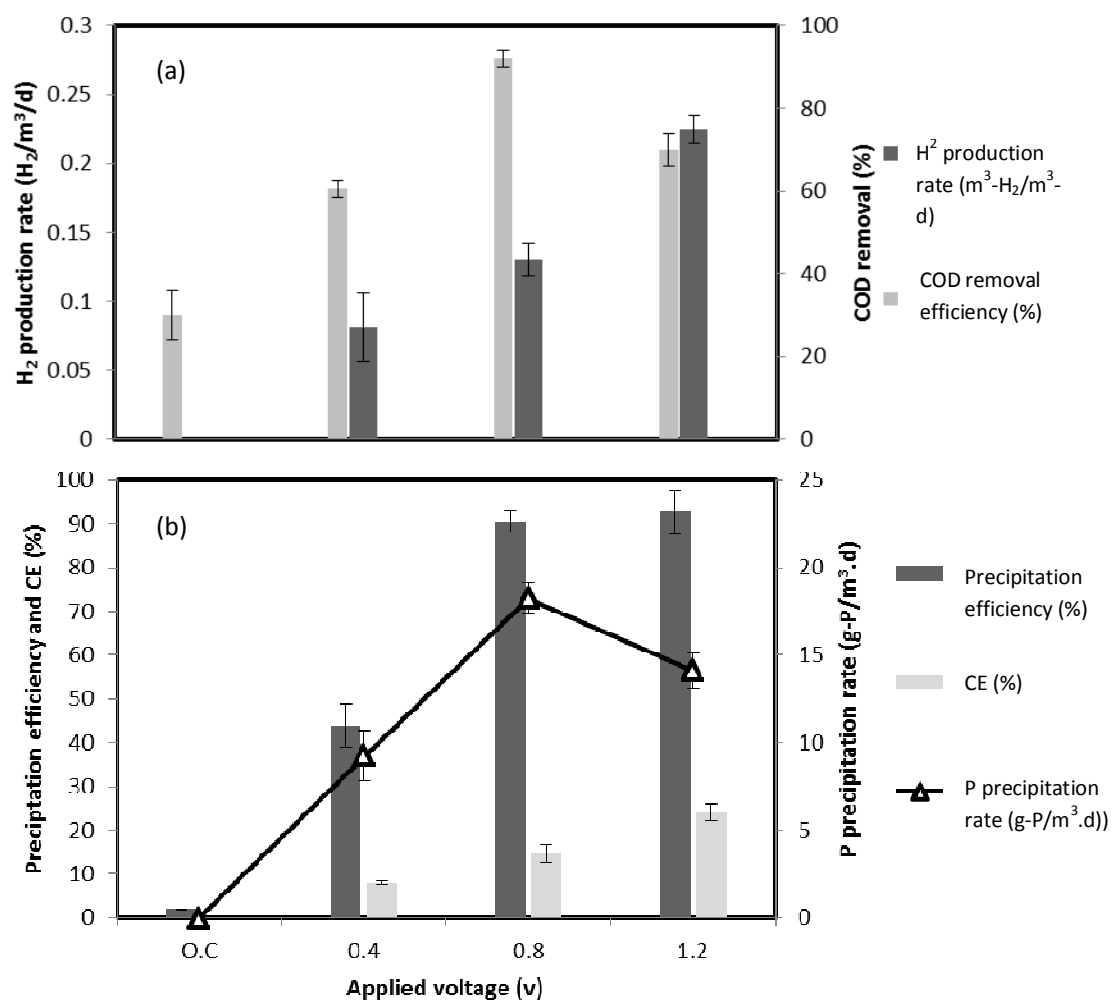 (a)
H₂ production rate (H₂/m³/d)
0.3
0.25
0.2
0.15
0.1
0.05
0
100
80
60
40
20
0
COD removal (%)
H² production
rate (m³-H₂/m³-
d)
COD removal
efficiency (%)
(b)
Preciptation efficiency and CE (%)
100
90
80
70
60
50
40
30
20
10
0
25
20
15
10
5
0
P precipitation rate (g-P/m³.d)
Precipitation
efficiency (%)
CE (%)
P precipitation
rate (g-P/m³.d))
O.C
0.4
0.8
1.2
Applied voltage (v)